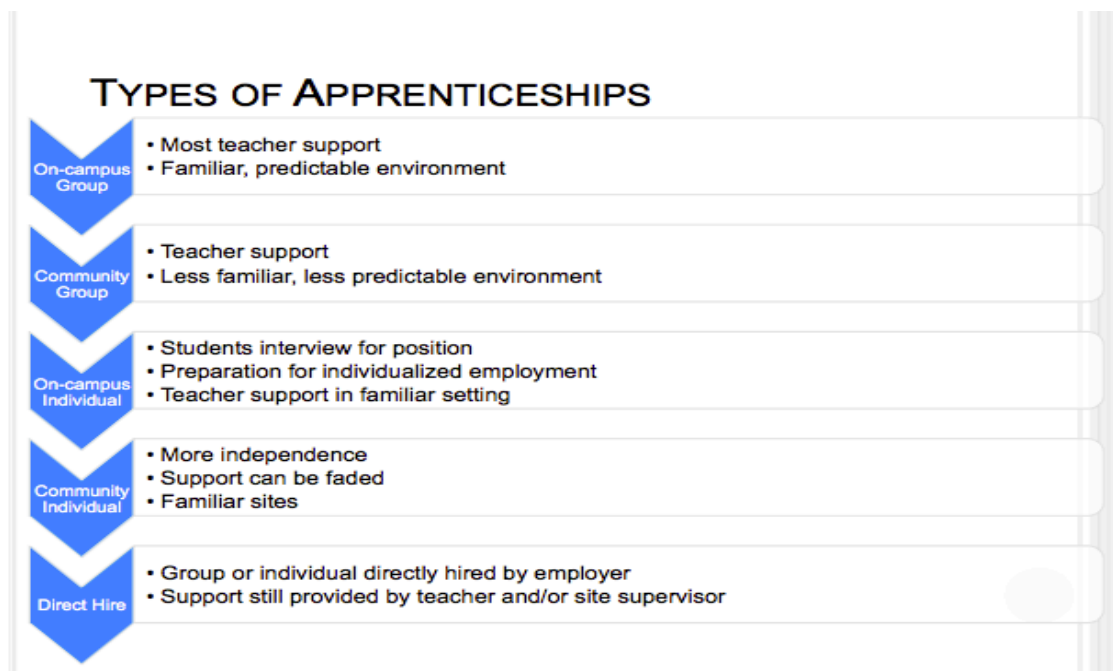 TYPES OF APPRENTICESHIPS
On-campus
Group
• Most teacher support
• Familiar, predictable environment
Community
Group
• Teacher support
• Less familiar, less predictable environment
On-campus
Individual
• Students interview for position
• Preparation for individualized employment
• Teacher support in familiar setting
Community
Individual
• More independence
• Support can be faded
• Familiar sites
Direct Hire
• Group or individual directly hired by employer
• Support still provided by teacher and/or site supervisor